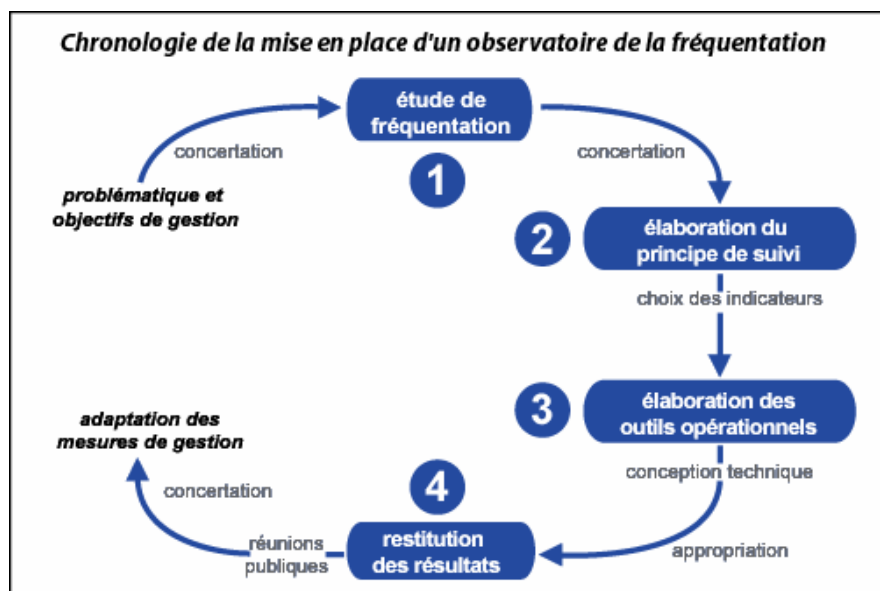 Chronologie de la mise en place d'un observatoire de la fréquentation
étude de
fréquentation
concertation
concertation
1
problématique et
objectifs de gestion
2
élaboration du
principe de suivi
choix des indicateurs
3
élaboration des
outils opérationnels
adaptation des
mesures de gestion
conception technique
4
concertation
restitution
des résultats
réunions
publiques
appropriation